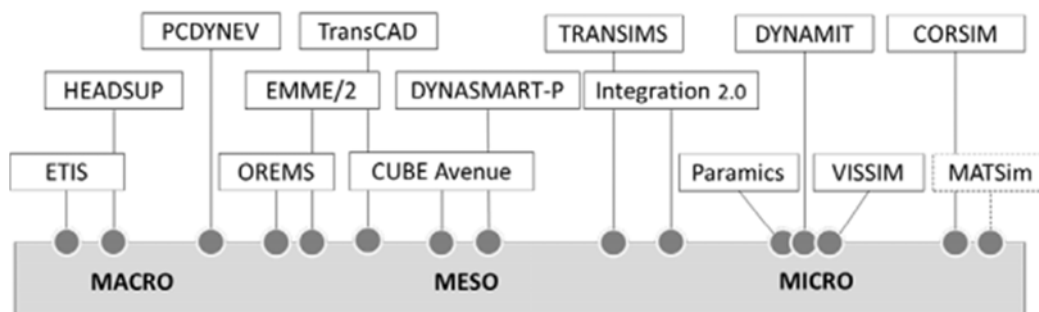 PCDYNEV TransCAD TRANSIMS DYNAMIT CORSIM
HEADSUP EMME/2 DYNASMART-P Integration 2.0
ETIS OREMS CUBE Avenue Paramics VISSIM MATSim
MACRO MESO MICRO